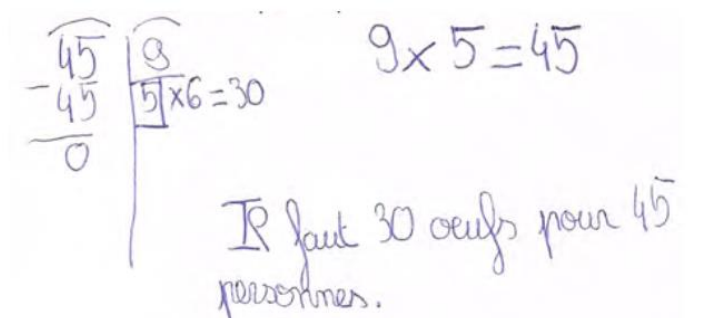 45 | 9
- 45 | 5 × 6 = 30
0
9 × 5 = 45
Il faut 30 oeufs pour 45
personnes.